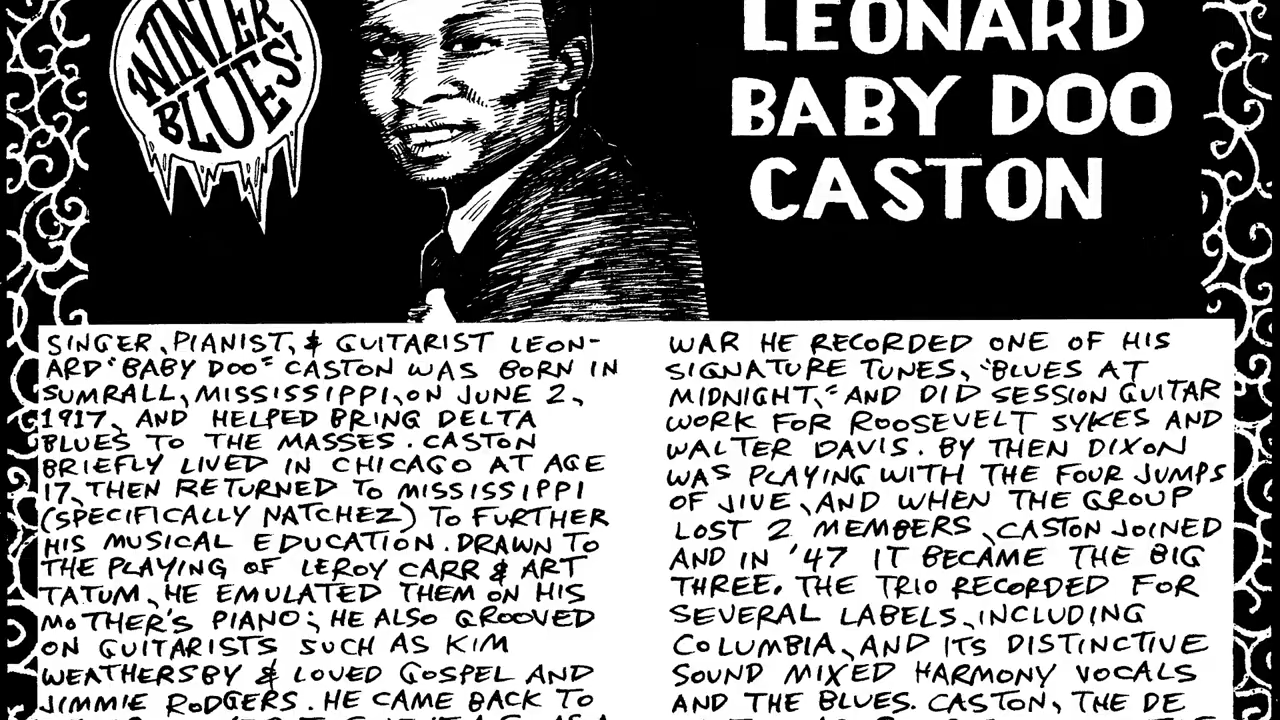 WINTER
BLUES!
LEONARD
BABY DOO
CASTON
SINGER, PIANIST, & GUITARIST LEON-
ARD "BABY DOO" CASTON WAS BORN IN
SUMRALL, MISSISSIPPI, ON JUNE 2,
1917, AND HELPED BRING DELTA
BLUES TO THE MASSES. CASTON
BRIEFLY LIVED IN CHICAGO AT AGE
17, THEN RETURNED TO MISSISSIPPI
(SPECIFICALLY NATCHEZ) TO FURTHER
HIS MUSICAL EDUCATION. DRAWN TO
THE PLAYING OF LEROY CARR & ART
TATUM, HE EMULATED THEM ON HIS
MOTHER'S PIANO; HE ALSO GROOVED
ON GUITARISTS SUCH AS KIM
WEATHERSBY & LOVED GOSPEL AND
JIMMIE RODGERS. HE CAME BACK TO
WAR HE RECORDED ONE OF HIS
SIGNATURE TUNES, "BLUES AT
MIDNIGHT," AND DID SESSION GUITAR
WORK FOR ROOSEVELT SYKES AND
WALTER DAVIS. BY THEN DIXON
WAS PLAYING WITH THE FOUR JUMPS
OF JIVE, AND WHEN THE GROUP
LOST 2 MEMBERS, CASTON JOINED
AND IN '47 IT BECAME THE BIG
THREE. THE TRIO RECORDED FOR
SEVERAL LABELS, INCLUDING
COLUMBIA, AND ITS DISTINCTIVE
SOUND MIXED HARMONY VOCALS
AND THE BLUES. CASTON, THE DE